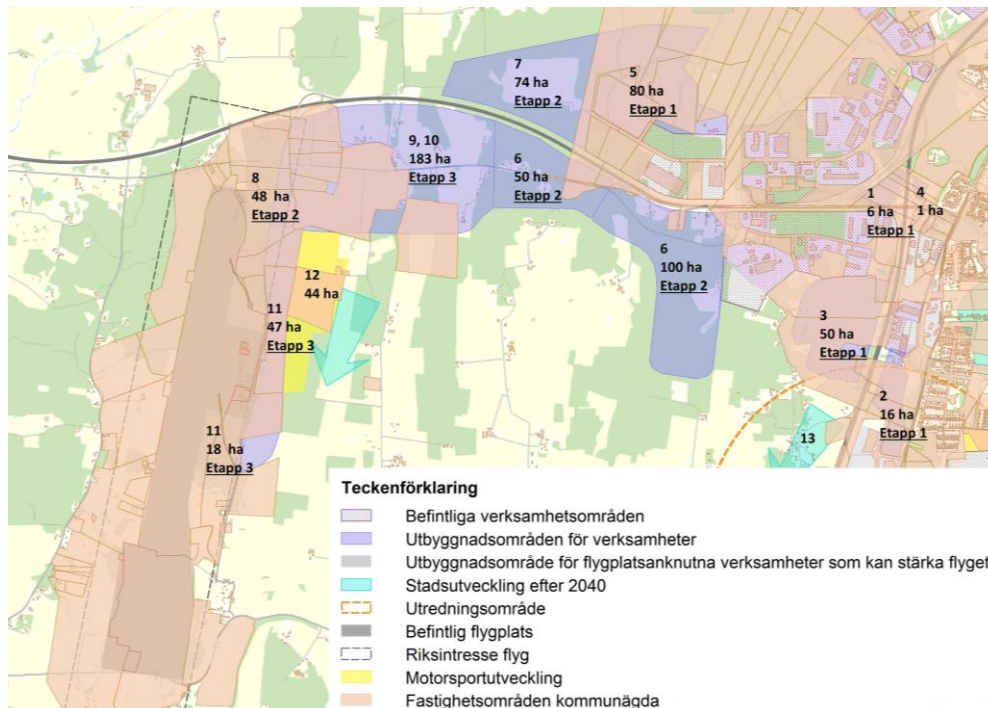 7
74 ha
Etapp 2
5
80 ha
Etapp 1
9, 10
183 ha
Etapp 3
6
50 ha
Etapp 2
8
48 ha
Etapp 2
1
6 ha
Etapp 1
4
1 ha
6
100 ha
Etapp 2
12
44 ha
11
47 ha
Etapp 3
3
50 ha
Etapp 1
2
16 ha
Etapp 1
11
18 ha
Etapp 3
13
Teckenförklaring
Befintliga verksamhetsområden
Utbyggnadsområden för verksamheter
Utbyggnadsområde för flygplatsanknutna verksamheter som kan stärka flyget
Stadsutveckling efter 2040
Utredningsområde
Befintlig flygplats
Riksintresse flyg
Motorsportutveckling
Fastighetsområden kommunägda